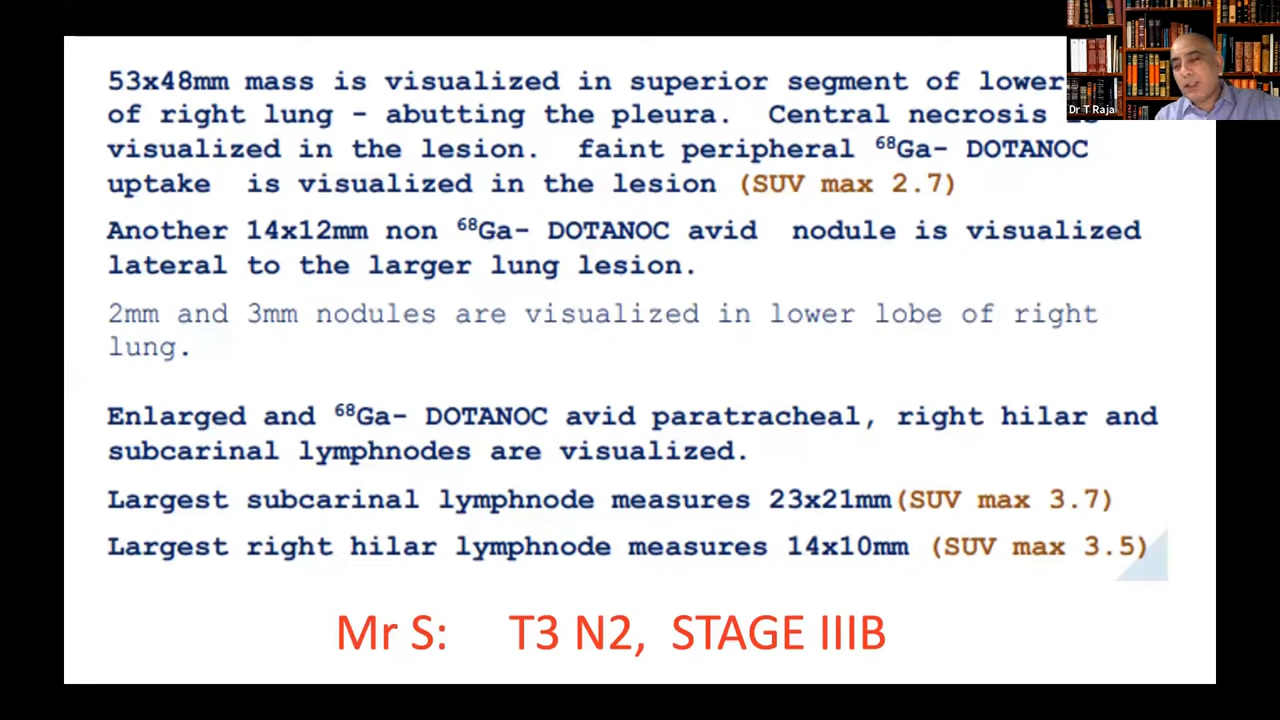 53x48mm mass is visualized in superior segment of lower
of right lung - abutting the pleura. Central necrosis
visualized in the lesion. faint peripheral ⁶⁸Ga- DOTANOC
uptake is visualized in the lesion (SUV max 2.7)
Another 14x12mm non ⁶⁸Ga- DOTANOC avid nodule is visualized
lateral to the larger lung lesion.
2mm and 3mm nodules are visualized in lower lobe of right
lung.
Enlarged and ⁶⁸Ga- DOTANOC avid paratracheal, right hilar and
subcarinal lymphnodes are visualized.
Largest subcarinal lymphnode measures 23x21mm(SUV max 3.7)
Largest right hilar lymphnode measures 14x10mm (SUV max 3.5)
Mr S: T3 N2, STAGE IIIB
Dr T Raja